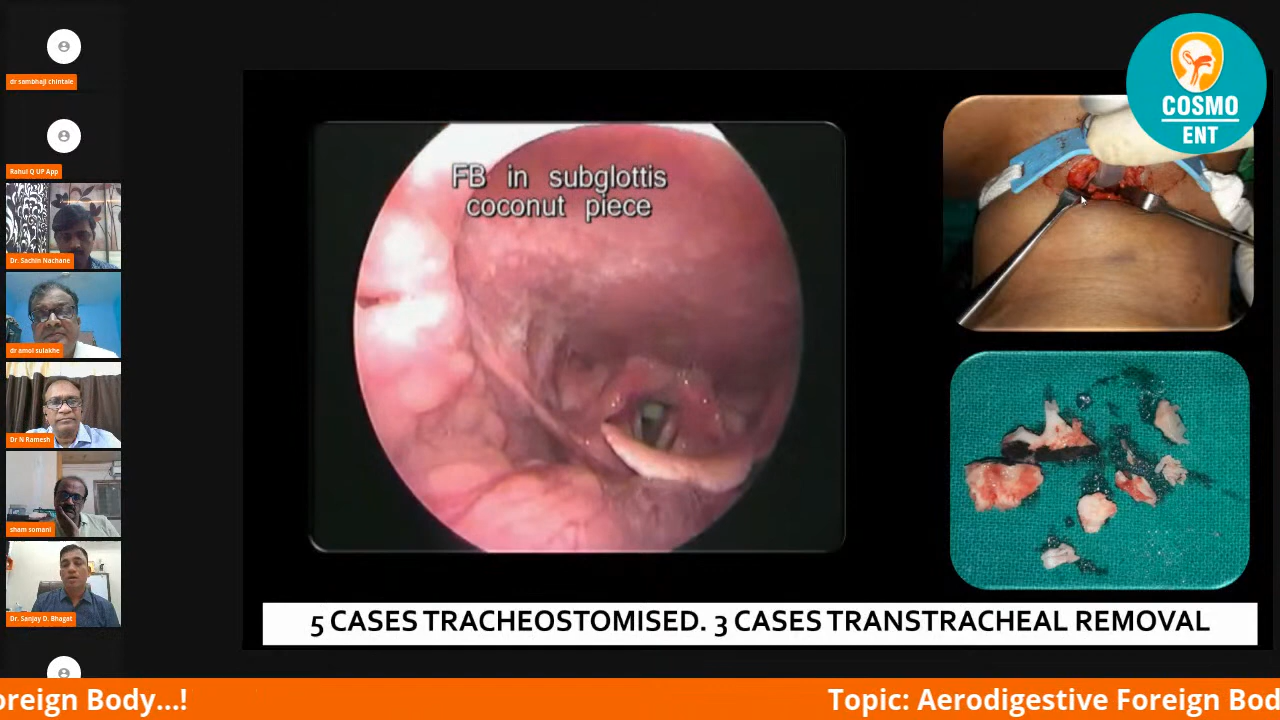 dr sambhaji chintale
Rahul Q UP App
Dr. Sachin Nachane
dr amol sulakhe
Dr N Ramesh
sham somani
Dr. Sanjay D. Bhagat
FB in subglottis
coconut piece
COSMO
ENT
5 CASES TRACHEOSTOMISED. 3 CASES TRANSTRACHEAL REMOVAL
oreign Body...!
Topic: Aerodigestive Foreign Bod